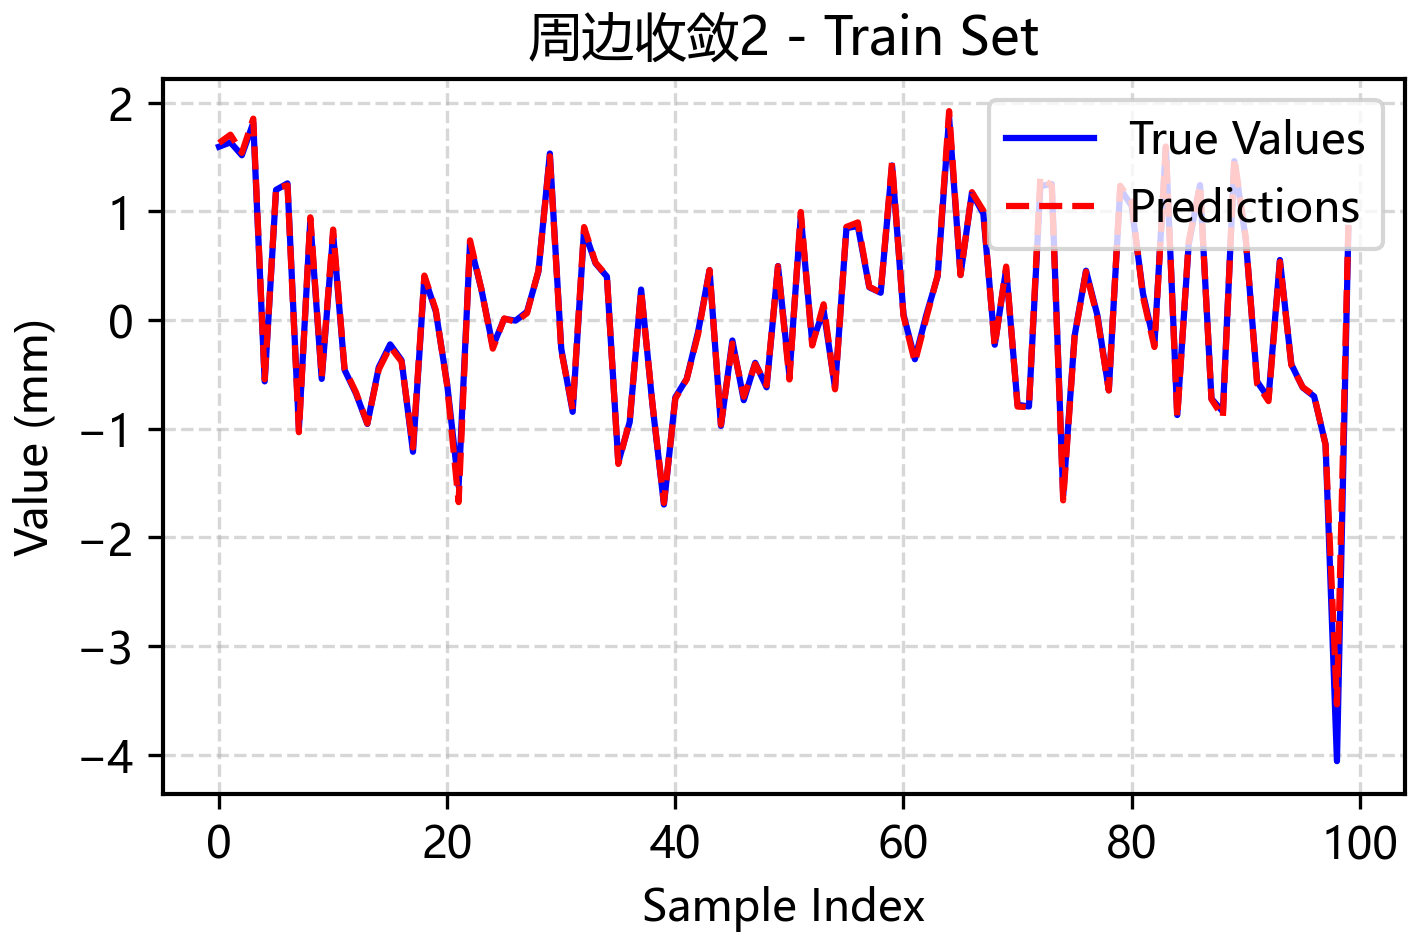 周边收敛2 - Train Set
True Values
Predictions
Value (mm)
2
1
0
−1
−2
−3
−4
0 20 40 60 80 100
Sample Index